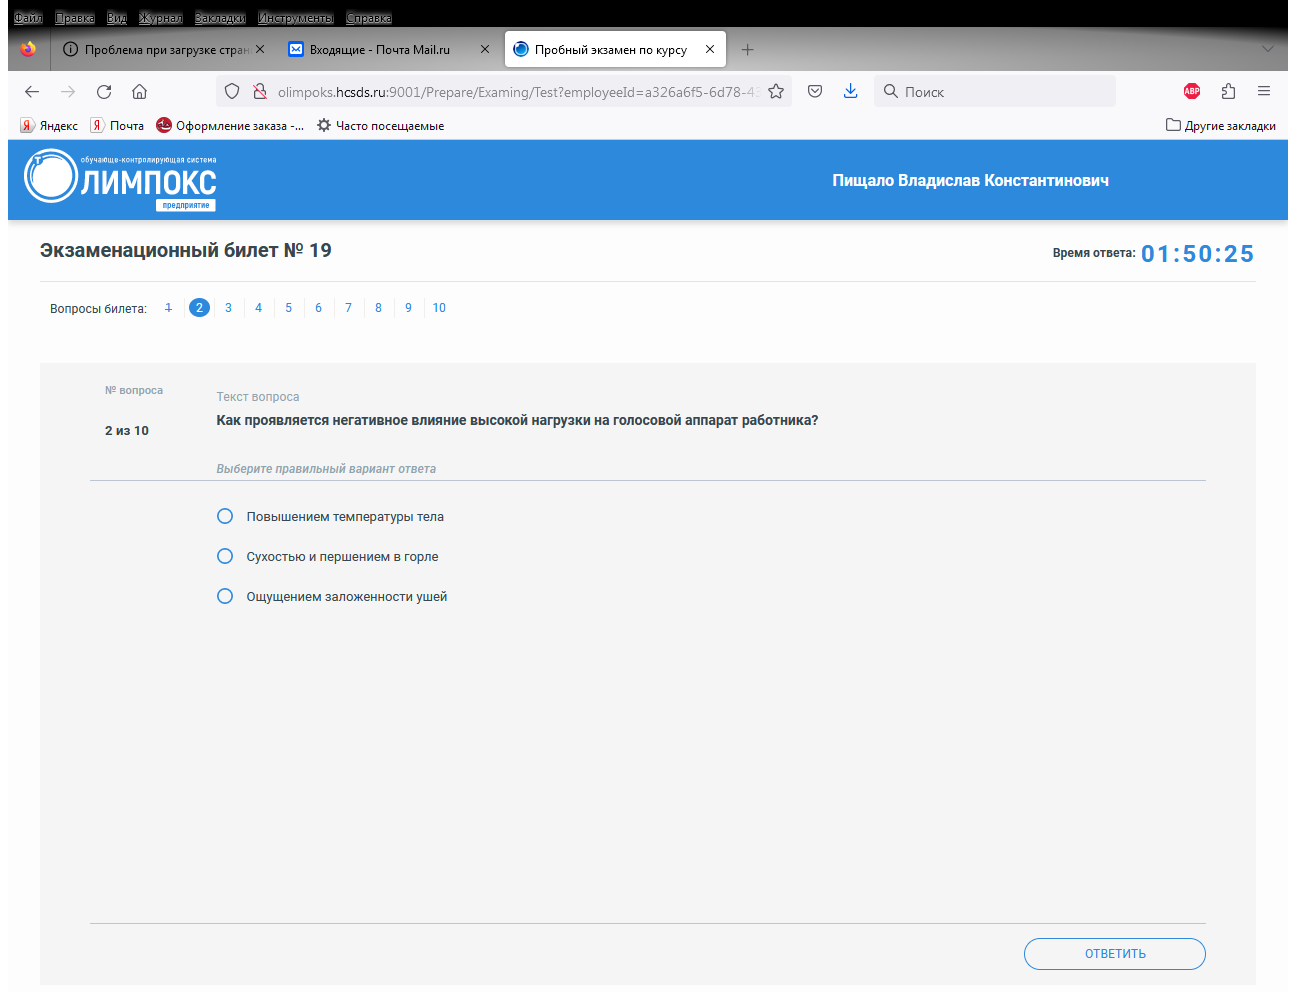 Файл Правка Вид Журнал Закладки Инструменты Справка
Проблема при загрузке стран
Входящие - Почта Mail.ru
Пробный экзамен по курсу
olimpoks.hcsds.ru:9001/Prepare/Examing/Test?employeeId=a326a6f5-6d78-43
Поиск
ABP
Я Яндекс
Я Почта
Оформление заказа -...
Часто посещаемые
Другие закладки
обучающе-контролирующая система
ОЛИМПОКС
предприятие
Пищало Владислав Константинович
Экзаменационный билет № 19
Время ответа: 01:50:25
Вопросы билета: 1 2 3 4 5 6 7 8 9 10
№ вопроса
Текст вопроса
Как проявляется негативное влияние высокой нагрузки на голосовой аппарат работника?
2 из 10
Выберите правильный вариант ответа
Повышением температуры тела
Сухостью и першением в горле
Ощущением заложенности ушей
ОТВЕТИТЬ